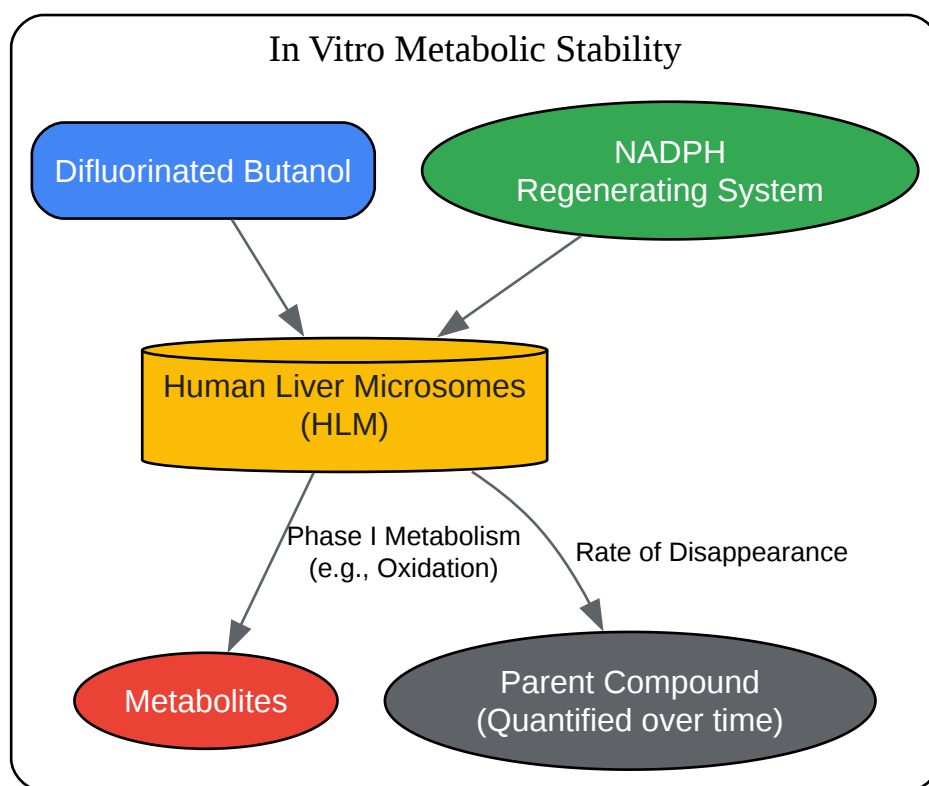 In Vitro Metabolic Stability
Difluorinated Butanol
NADPH
Regenerating System
Human Liver Microsomes
(HLM)
Phase I Metabolism
(e.g., Oxidation)
Rate of Disappearance
Metabolites
Parent Compound
(Quantified over time)